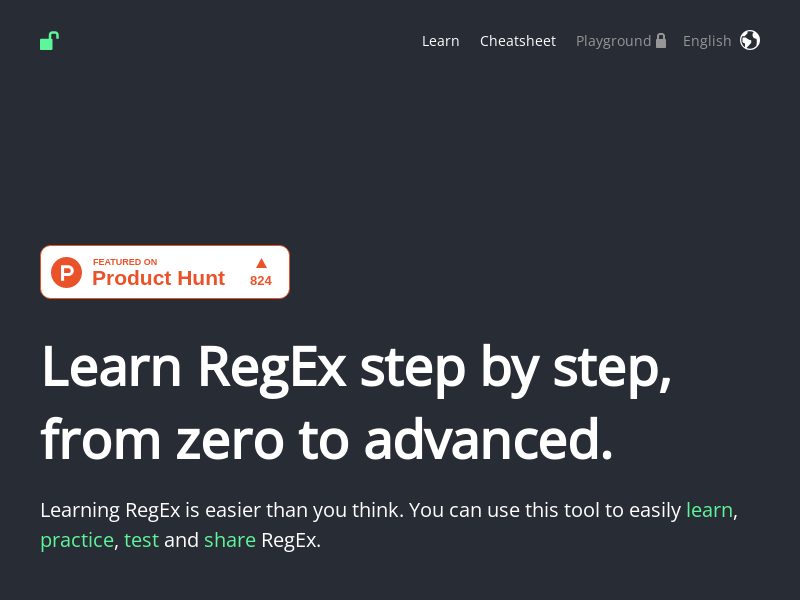 Learn Cheatsheet Playground English
FEATURED ON
Product Hunt
824
Learn RegEx step by step,
from zero to advanced.
Learning RegEx is easier than you think. You can use this tool to easily learn,
practice, test and share RegEx.